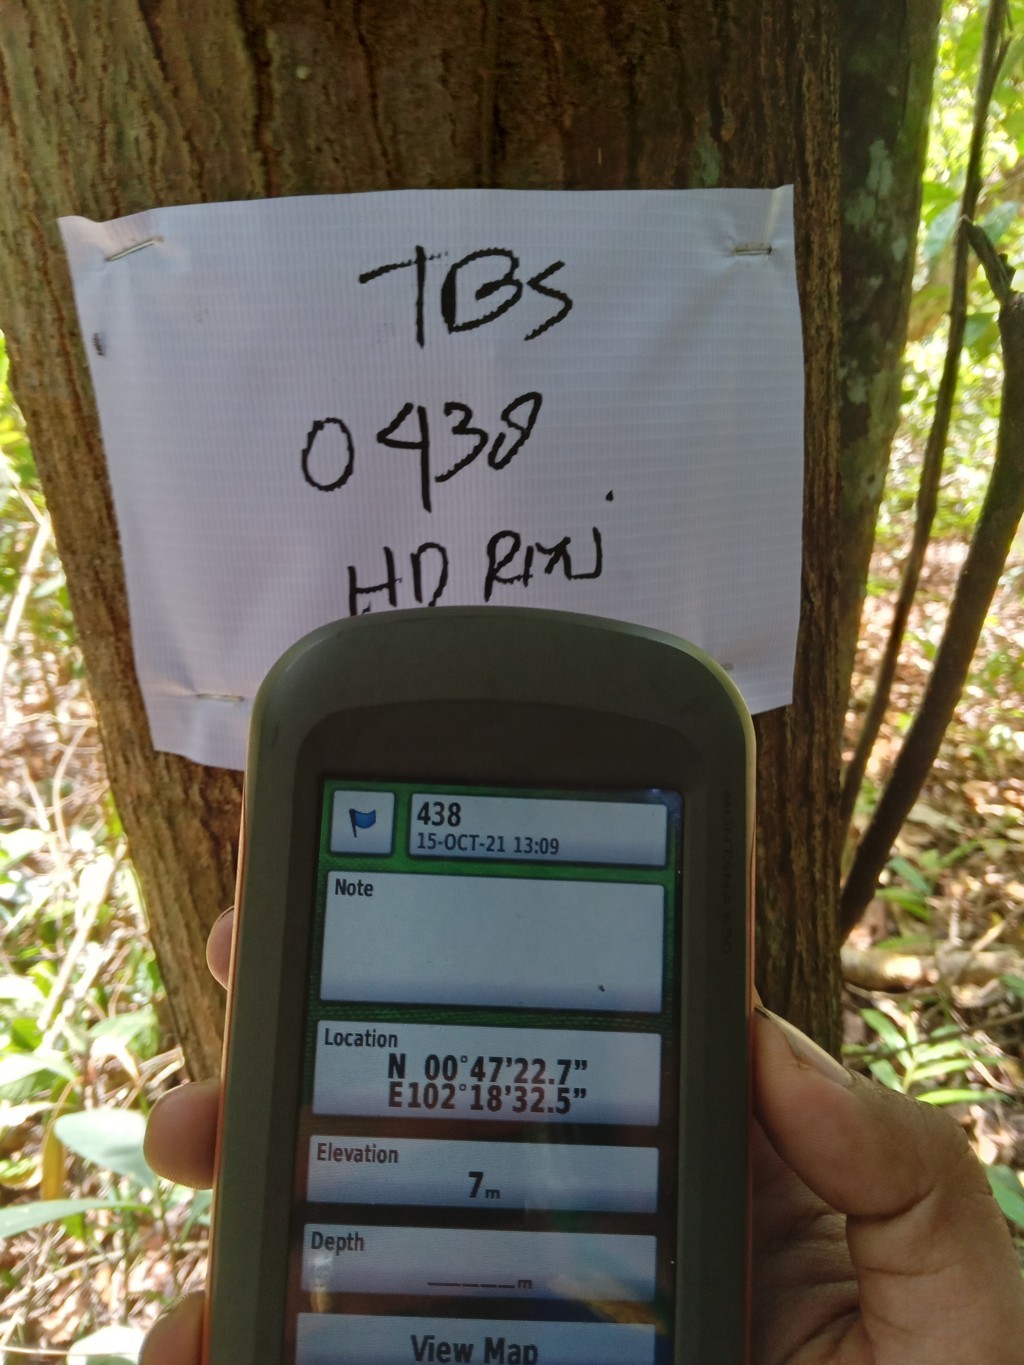 TBS
0438
HD
438
15-OCT-21 13:09
Note
Location
N 00°47'22.7"
E102°18'32.5"
Elevation
7m
Depth
_______m
View Map